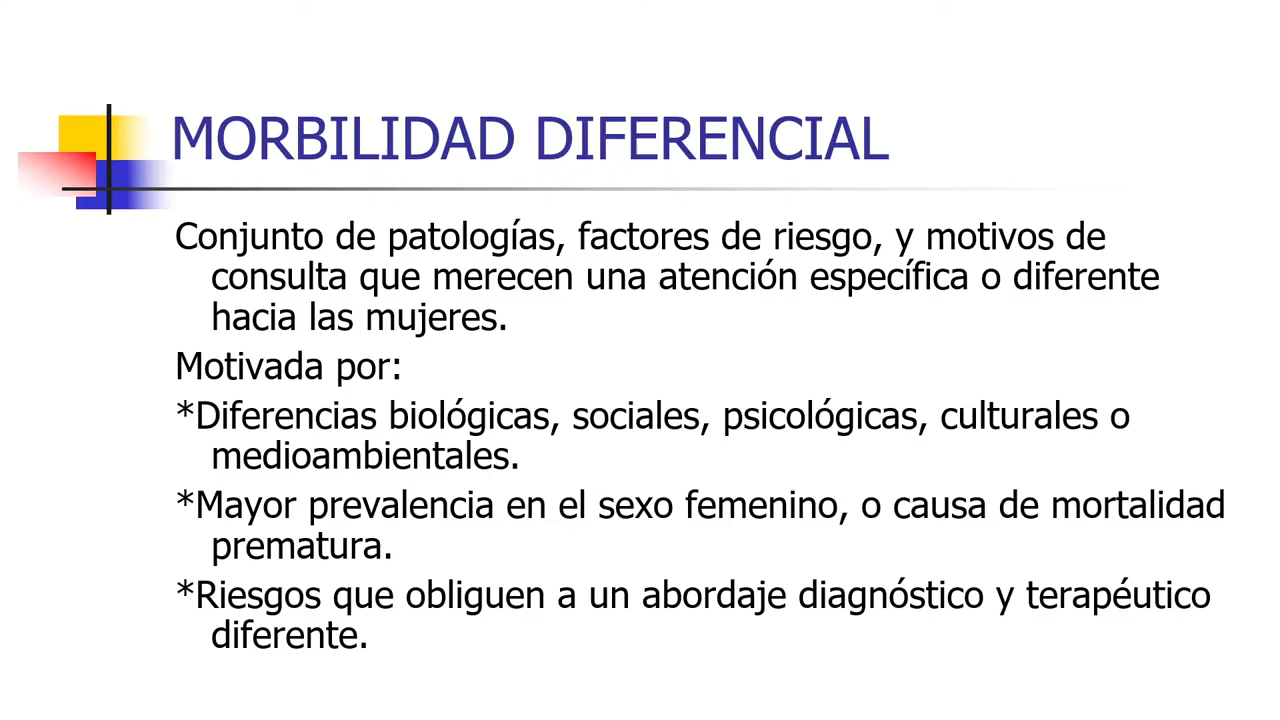 MORBILIDAD DIFERENCIAL
Conjunto de patologías, factores de riesgo, y motivos de
consulta que merecen una atención específica o diferente
hacia las mujeres.
Motivada por:
*Diferencias biológicas, sociales, psicológicas, culturales o
medioambientales.
*Mayor prevalencia en el sexo femenino, o causa de mortalidad
prematura.
*Riesgos que obliguen a un abordaje diagnóstico y terapéutico
diferente.